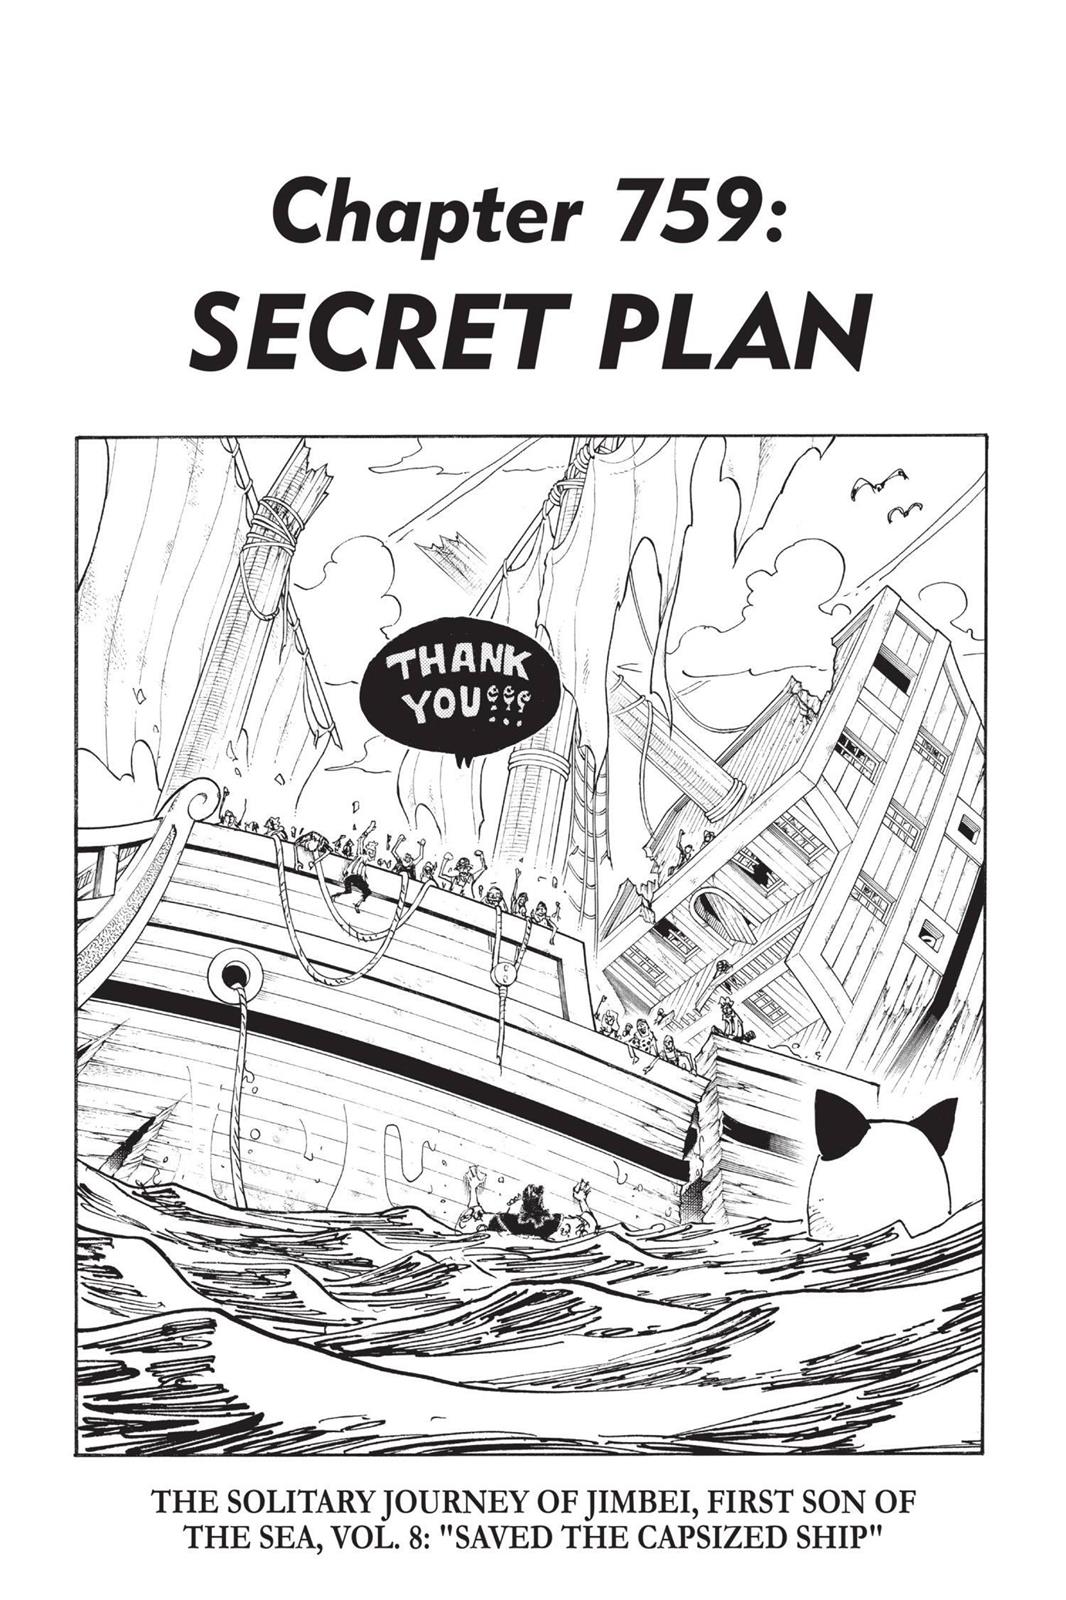 Chapter 759:
SECRET PLAN
THANK
YOU!!!
THE SOLITARY JOURNEY OF JIMBEI, FIRST SON OF
THE SEA, VOL. 8: "SAVED THE CAPSIZED SHIP"